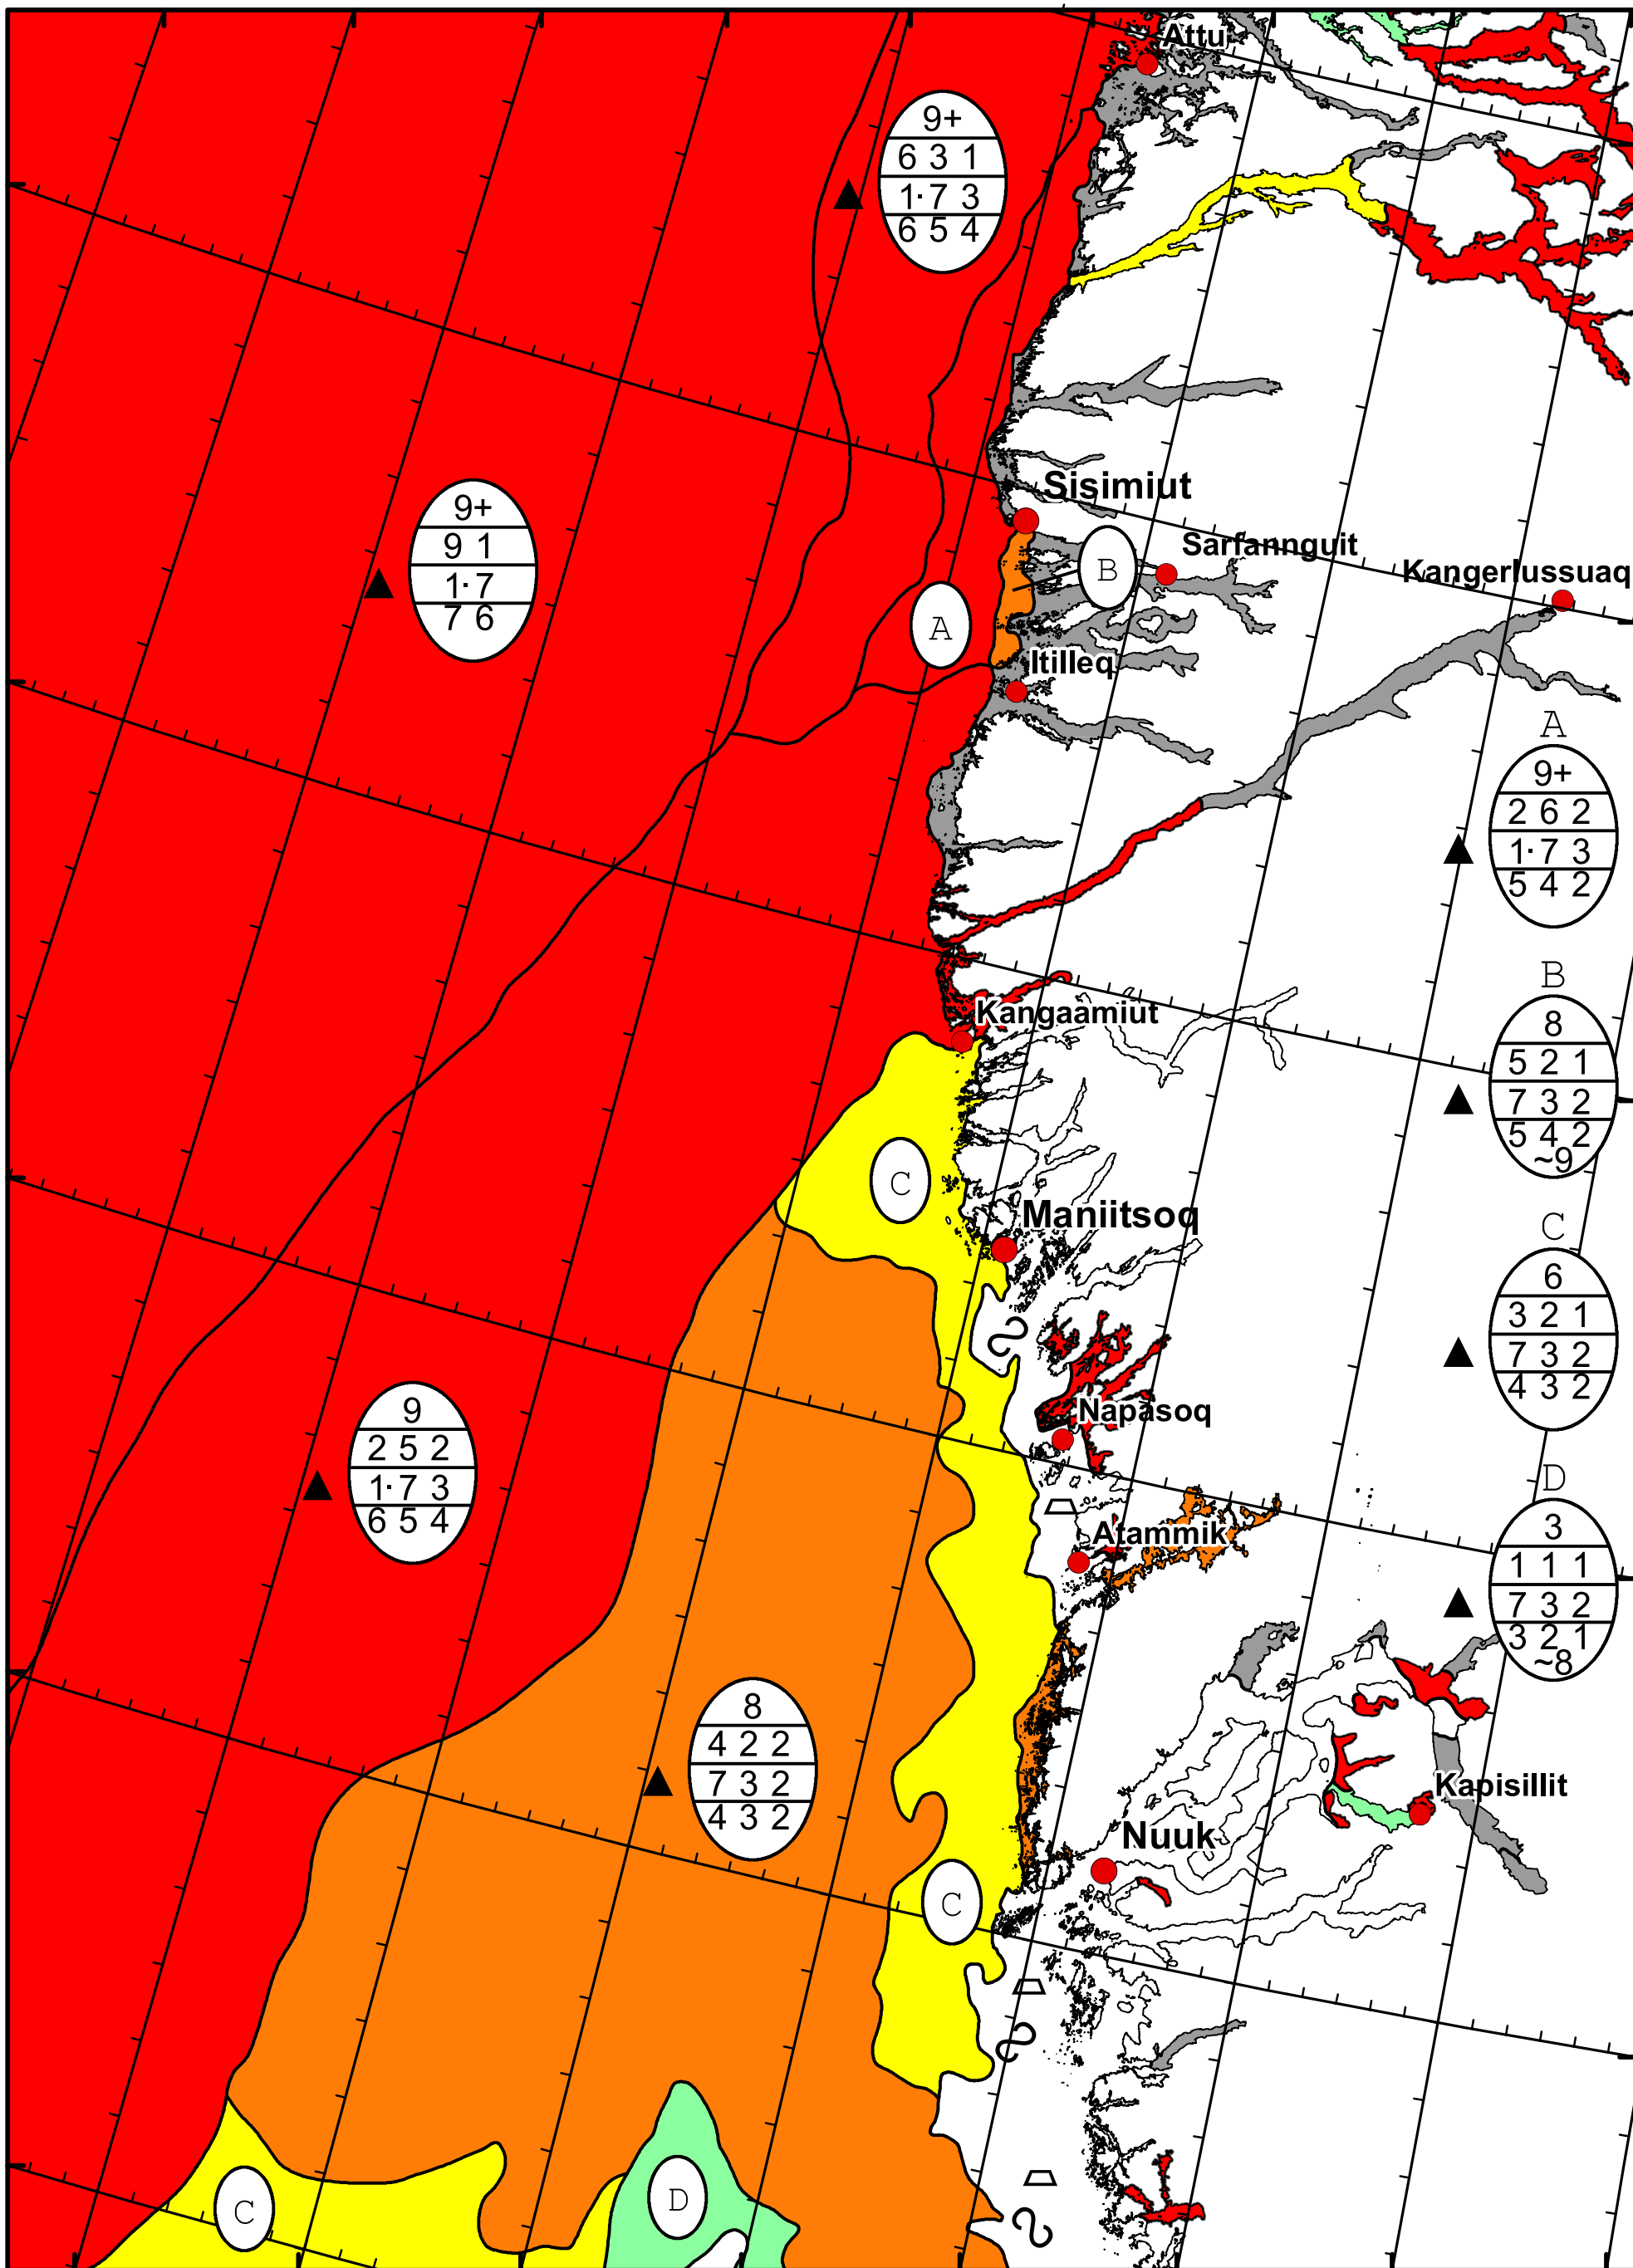 Attu
9+
6 3 1
1· 7 3
6 5 4
9+
9 1
1· 7
7 6
Sisimiut
B
Sarfannguit
Kangerlussuaq
A
Itilleq
A
9+
2 6 2
1· 7 3
5 4 2
B
8
5 2 1
7 3 2
5 4 2
~9
Kangaamiut
C
Maniitsoq
C
6
3 2 1
7 3 2
4 3 2
9
2 5 2
1· 7 3
6 5 4
Napasoq
Atammik
D
3
1 1 1
7 3 2
3 2 1
~8
8
4 2 2
7 3 2
4 3 2
Kapisillit
Nuuk
C
C
D